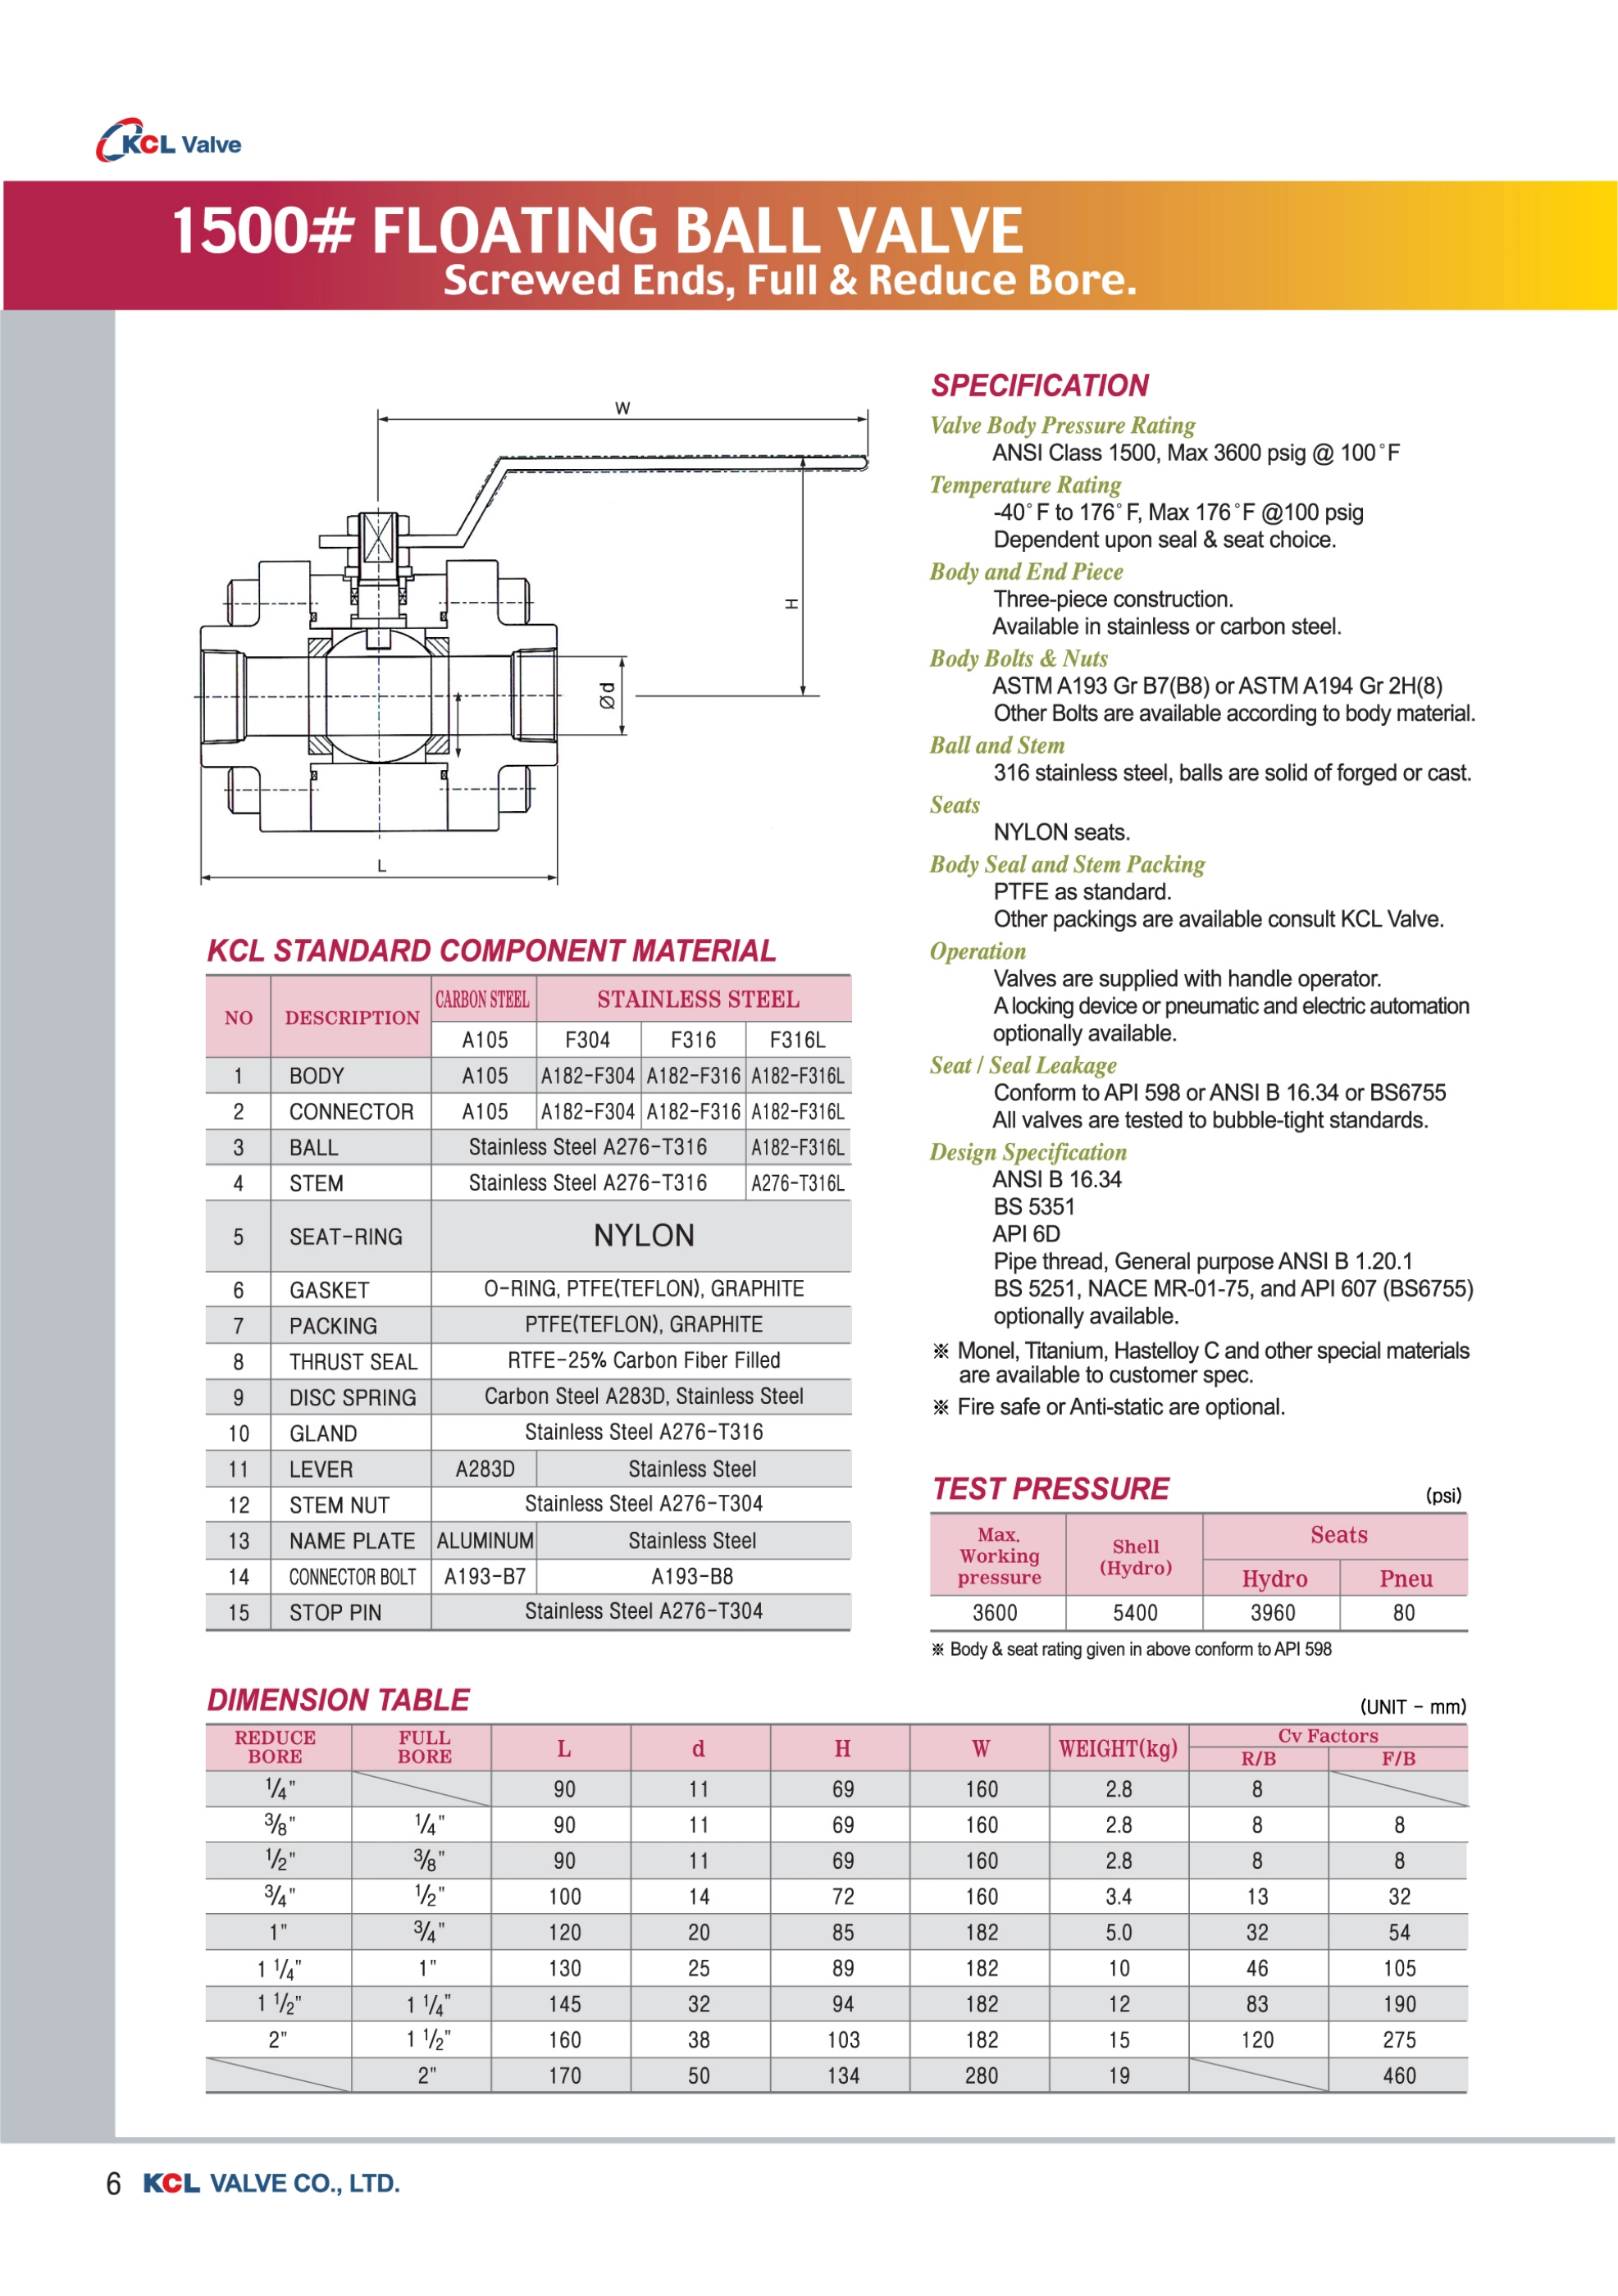 KCL Valve
1500# FLOATING BALL VALVE
Screwed Ends, Full & Reduce Bore.
W
H
Ød
L
SPECIFICATION
Valve Body Pressure Rating
ANSI Class 1500, Max 3600 psig @ 100°F
Temperature Rating
-40°F to 176°F, Max 176°F @100 psig
Dependent upon seal & seat choice.
Body and End Piece
Three-piece construction.
Available in stainless or carbon steel.
Body Bolts & Nuts
ASTM A193 Gr B7(B8) or ASTM A194 Gr 2H(8)
Other Bolts are available according to body material.
Ball and Stem
316 stainless steel, balls are solid of forged or cast.
Seats
NYLON seats.
Body Seal and Stem Packing
PTFE as standard.
Other packings are available consult KCL Valve.
Operation
Valves are supplied with handle operator.
A locking device or pneumatic and electric automation
optionally available.
Seat / Seal Leakage
Conform to API 598 or ANSI B 16.34 or BS6755
All valves are tested to bubble-tight standards.
Design Specification
ANSI B 16.34
BS 5351
API 6D
Pipe thread, General purpose ANSI B 1.20.1
BS 5251, NACE MR-01-75, and API 607 (BS6755)
optionally available.
※ Monel, Titanium, Hastelloy C and other special materials
are available to customer spec.
※ Fire safe or Anti-static are optional.
KCL STANDARD COMPONENT MATERIAL
NO DESCRIPTION CARBON STEEL STAINLESS STEEL
A105 F304 F316 F316L
1 BODY A105 A182-F304 A182-F316 A182-F316L
2 CONNECTOR A105 A182-F304 A182-F316 A182-F316L
3 BALL Stainless Steel A276-T316 A182-F316L
4 STEM Stainless Steel A276-T316 A276-T316L
5 SEAT-RING NYLON
6 GASKET O-RING, PTFE(TEFLON), GRAPHITE
7 PACKING PTFE(TEFLON), GRAPHITE
8 THRUST SEAL RTFE-25% Carbon Fiber Filled
9 DISC SPRING Carbon Steel A283D, Stainless Steel
10 GLAND Stainless Steel A276-T316
11 LEVER A283D Stainless Steel
12 STEM NUT Stainless Steel A276-T304
13 NAME PLATE ALUMINUM Stainless Steel
14 CONNECTOR BOLT A193-B7 A193-B8
15 STOP PIN Stainless Steel A276-T304
TEST PRESSURE (psi)
Max. Working pressure Shell (Hydro) Seats
Hydro Pneu
3600 5400 3960 80
※ Body & seat rating given in above conform to API 598
DIMENSION TABLE (UNIT - mm)
REDUCE BORE FULL BORE L d H W WEIGHT(kg) Cv Factors
R/B F/B
1/4" 90 11 69 160 2.8 8
3/8" 1/4" 90 11 69 160 2.8 8 8
1/2" 3/8" 90 11 69 160 2.8 8 8
3/4" 1/2" 100 14 72 160 3.4 13 32
1" 3/4" 120 20 85 182 5.0 32 54
1 1/4" 1" 130 25 89 182 10 46 105
1 1/2" 1 1/4" 145 32 94 182 12 83 190
2" 1 1/2" 160 38 103 182 15 120 275
2" 170 50 134 280 19 460
6 KCL VALVE CO., LTD.